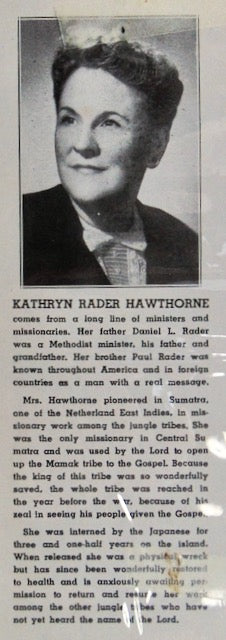 KATHRYN RADER HAWTHORNE
comes from a long line of ministers and
missionaries. Her father Daniel L. Rader
was a Methodist minister, his father and
grandfather. Her brother Paul Rader was
known throughout America and in foreign
countries as a man with a real message.
Mrs. Hawthorne pioneered in Sumatra,
one of the Netherland East Indies, in mis-
sionary work among the jungle tribes. She
was the only missionary in Central Su
matra and was used by the Lord to open
up the Mamak tribe to the Gospel. Because
the king of this tribe was so wonderfully
saved, the whole tribe was reached in
the year before the war, because of his
zeal in seeing his people given the Gospel.
She was interned by the Japanese for
three and one-half years on the island.
When released she was a physical wreck
but has since been wonderfully restored
to health and is anxiously awaiting per-
mission to return and resume her work
among the other jungle tribes who have
not yet heard the name of the Lord.